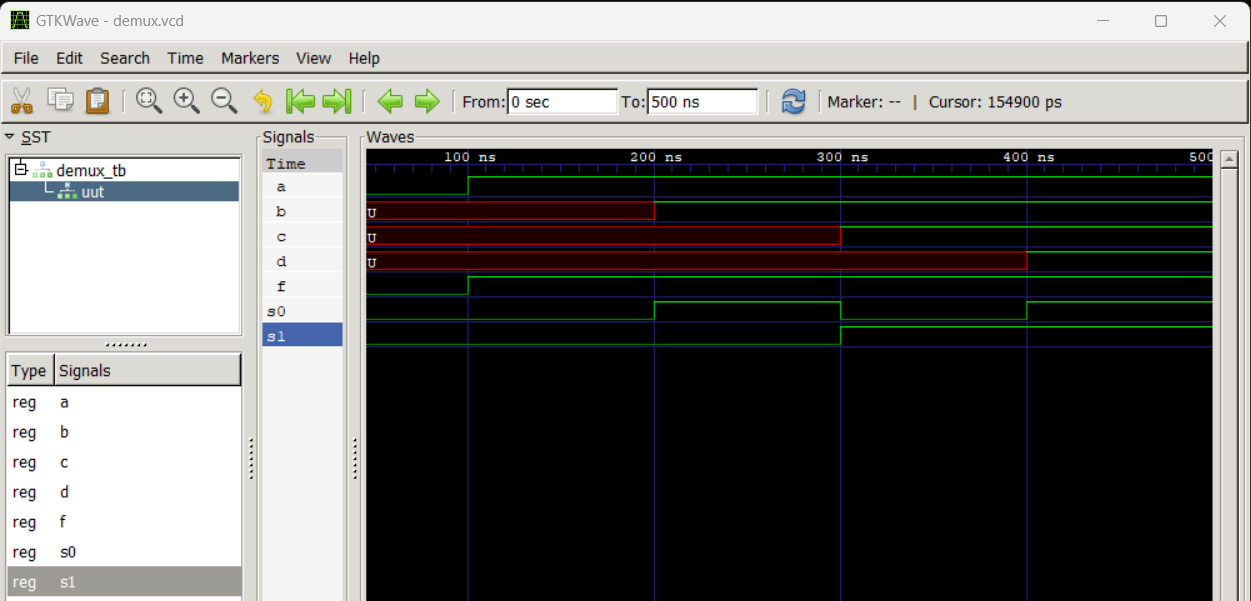 GTKWave - demux.vcd
File Edit Search Time Markers View Help
From: 0 sec To: 500 ns Marker: -- | Cursor: 154900 ps
SST
demux_tb
uut
Type Signals
reg a
reg b
reg c
reg d
reg f
reg s0
reg s1
Signals
Time
a
b
c
d
f
s0
s1
Waves
100 ns 200 ns 300 ns 400 ns 500
U
U
U